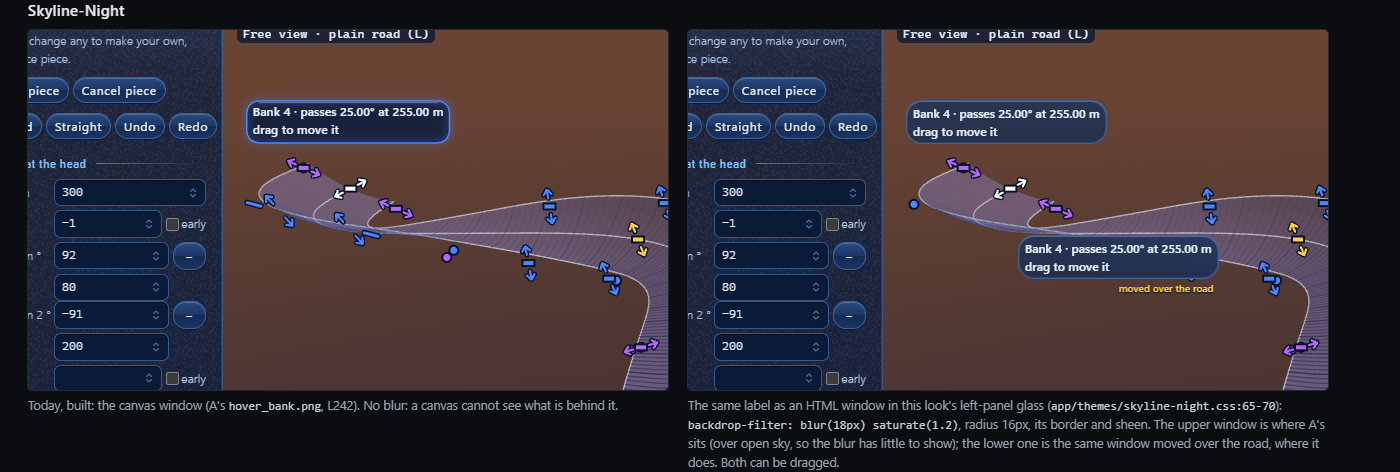 Skyline-Night
Free view · plain road (L)
change any to make your own,
ce piece.
piece
Cancel piece
Bank 4 · passes 25.00° at 255.00 m
drag to move it
d
Straight
Undo
Redo
at the head
300
−1
early
n °
92
−
80
n 2 °
−91
−
200
early
Today, built: the canvas window (A's hover_bank.png, L242). No blur: a canvas cannot see what is behind it.
Free view · plain road (L)
change any to make your own,
ce piece.
piece
Cancel piece
Bank 4 · passes 25.00° at 255.00 m
drag to move it
d
Straight
Undo
Redo
at the head
300
−1
early
n °
92
−
Bank 4 · passes 25.00° at 255.00 m
drag to move it
moved over the road
80
n 2 °
−91
−
200
early
The same label as an HTML window in this look's left-panel glass (app/themes/skyline-night.css:65-70):
backdrop-filter: blur(18px) saturate(1.2), radius 16px, its border and sheen. The upper window is where A's
sits (over open sky, so the blur has little to show); the lower one is the same window moved over the road, where it
does. Both can be dragged.